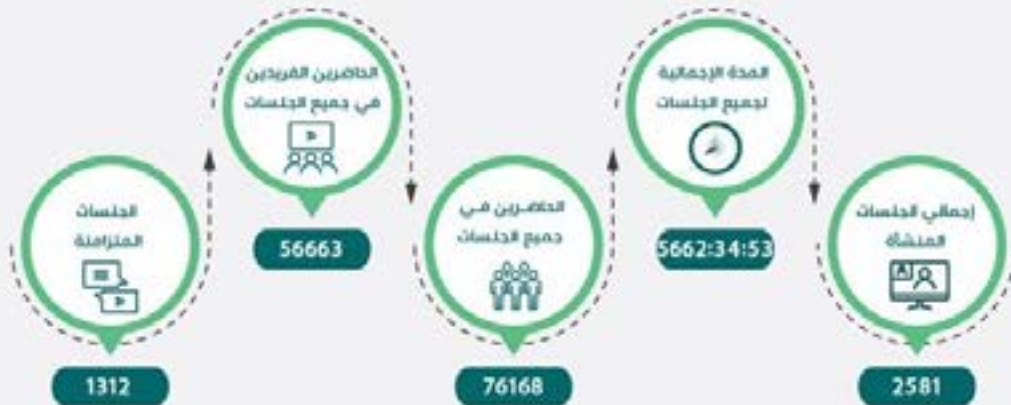 إجمالي الجلسات
المنشأة
2581
المدة الإجمالية
لجميع الجلسات
5662:34:53
الحاضرين في
جميع الجلسات
76168
الحاضرين الفريدين
في جميع الجلسات
56663
الجلسات
المتزامنة
1312